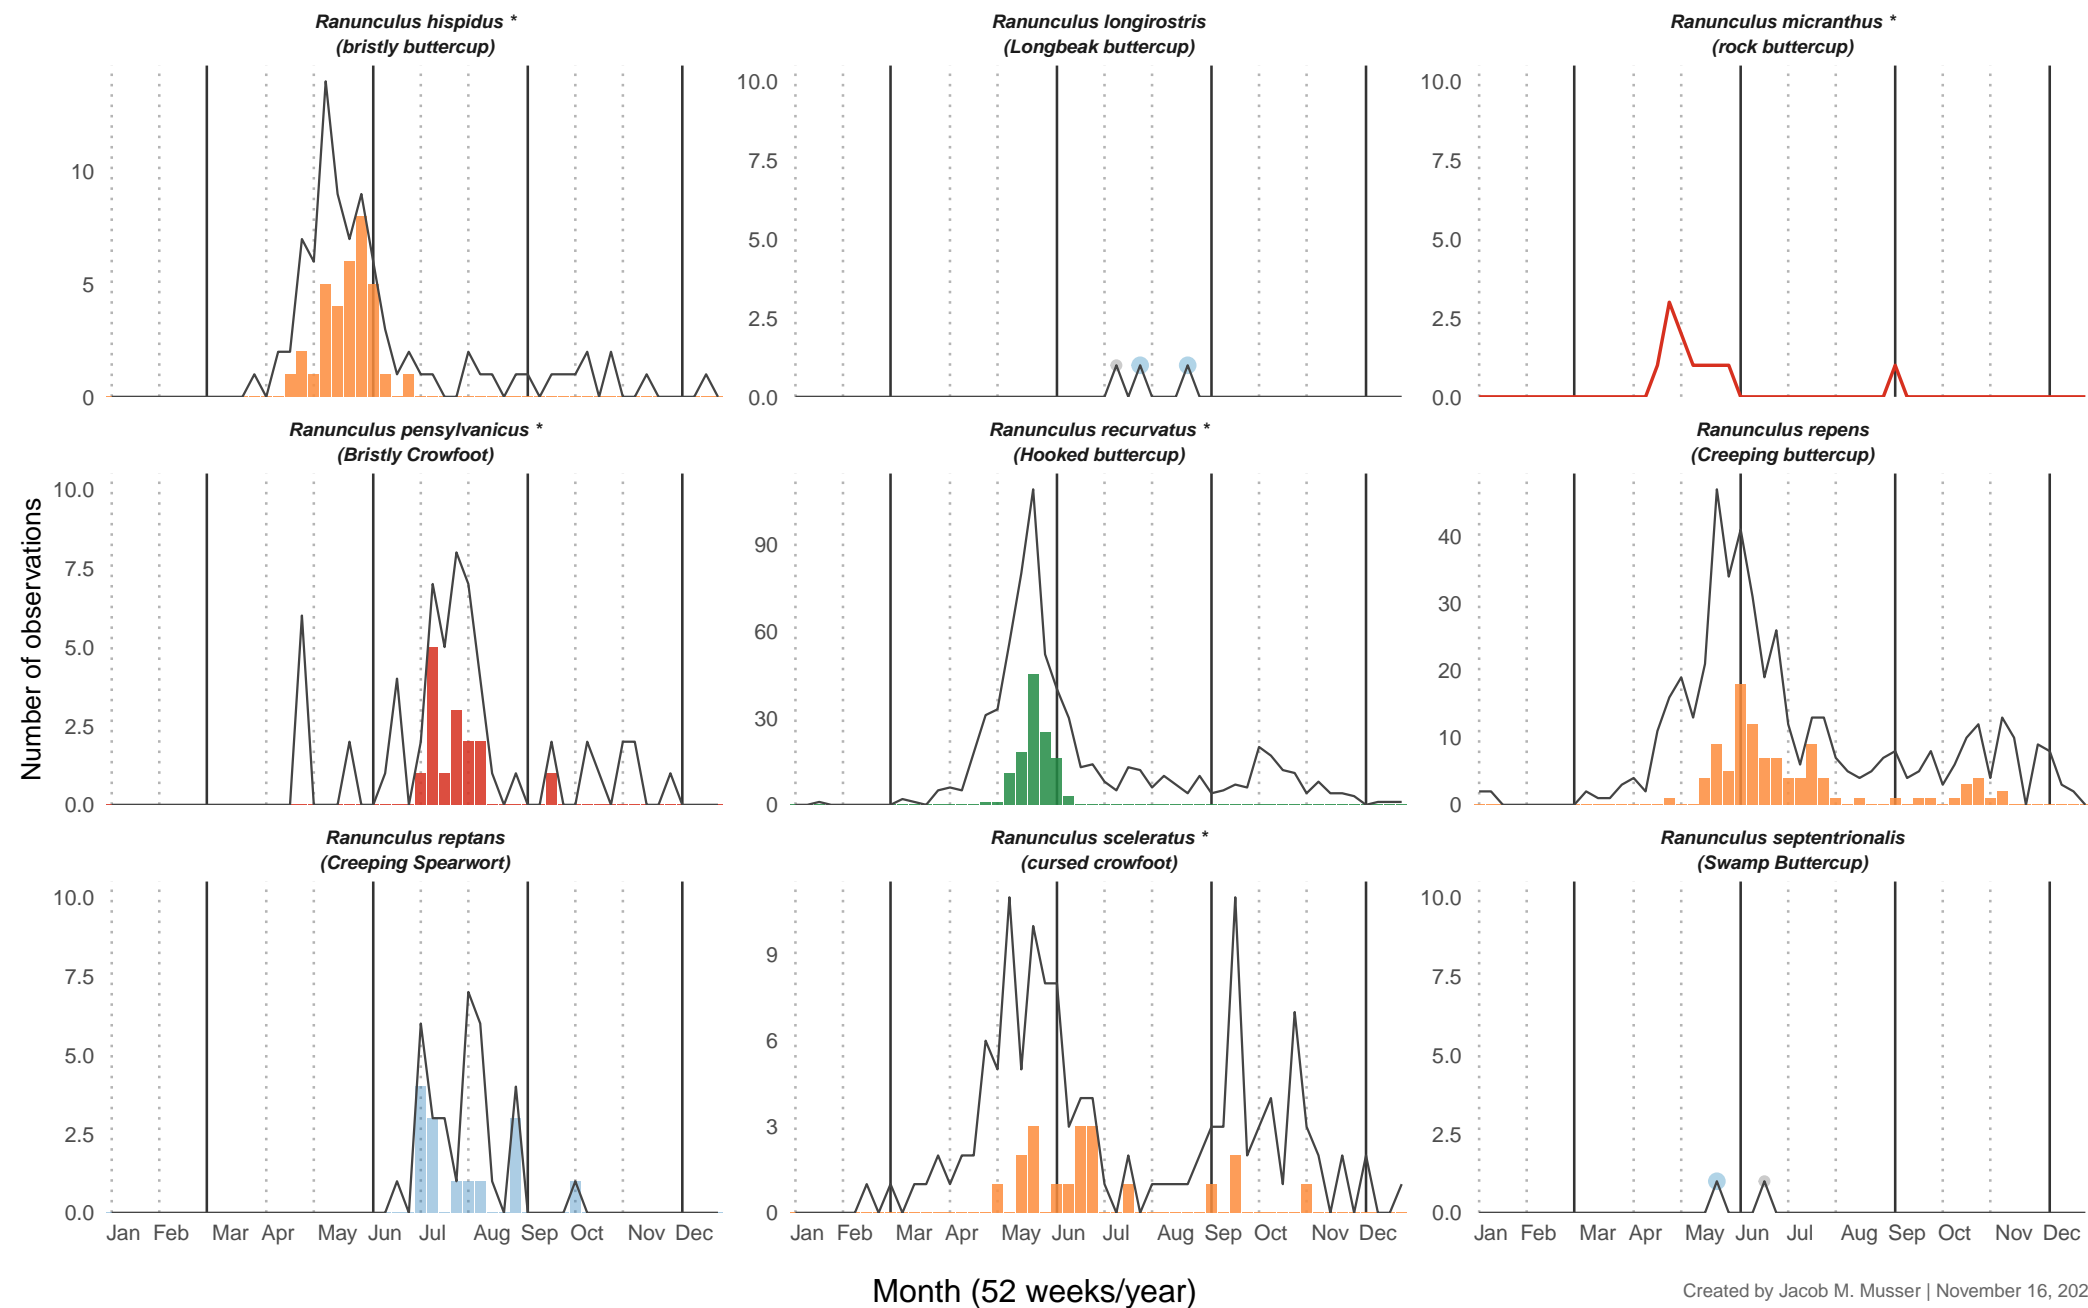 Ranunculus hispidus *
(bristly buttercup)
Ranunculus longirostris
(Longbeak buttercup)
Ranunculus micranthus *
(rock buttercup)
10
5
0
10.0
7.5
5.0
2.5
0.0
10.0
7.5
5.0
2.5
0.0
Ranunculus pensylvanicus *
(Bristly Crowfoot)
Ranunculus recurvatus *
(Hooked buttercup)
Ranunculus repens
(Creeping buttercup)
Number of observations
10.0
7.5
5.0
2.5
0.0
90
60
30
0
40
30
20
10
0
Ranunculus reptans
(Creeping Spearwort)
Ranunculus sceleratus *
(cursed crowfoot)
Ranunculus septentrionalis
(Swamp Buttercup)
10.0
7.5
5.0
2.5
0.0
9
6
3
0
10.0
7.5
5.0
2.5
0.0
Jan Feb Mar Apr May Jun Jul Aug Sep Oct Nov Dec
Jan Feb Mar Apr May Jun Jul Aug Sep Oct Nov Dec
Jan Feb Mar Apr May Jun Jul Aug Sep Oct Nov Dec
Month (52 weeks/year)
Created by Jacob M. Musser | November 16, 202